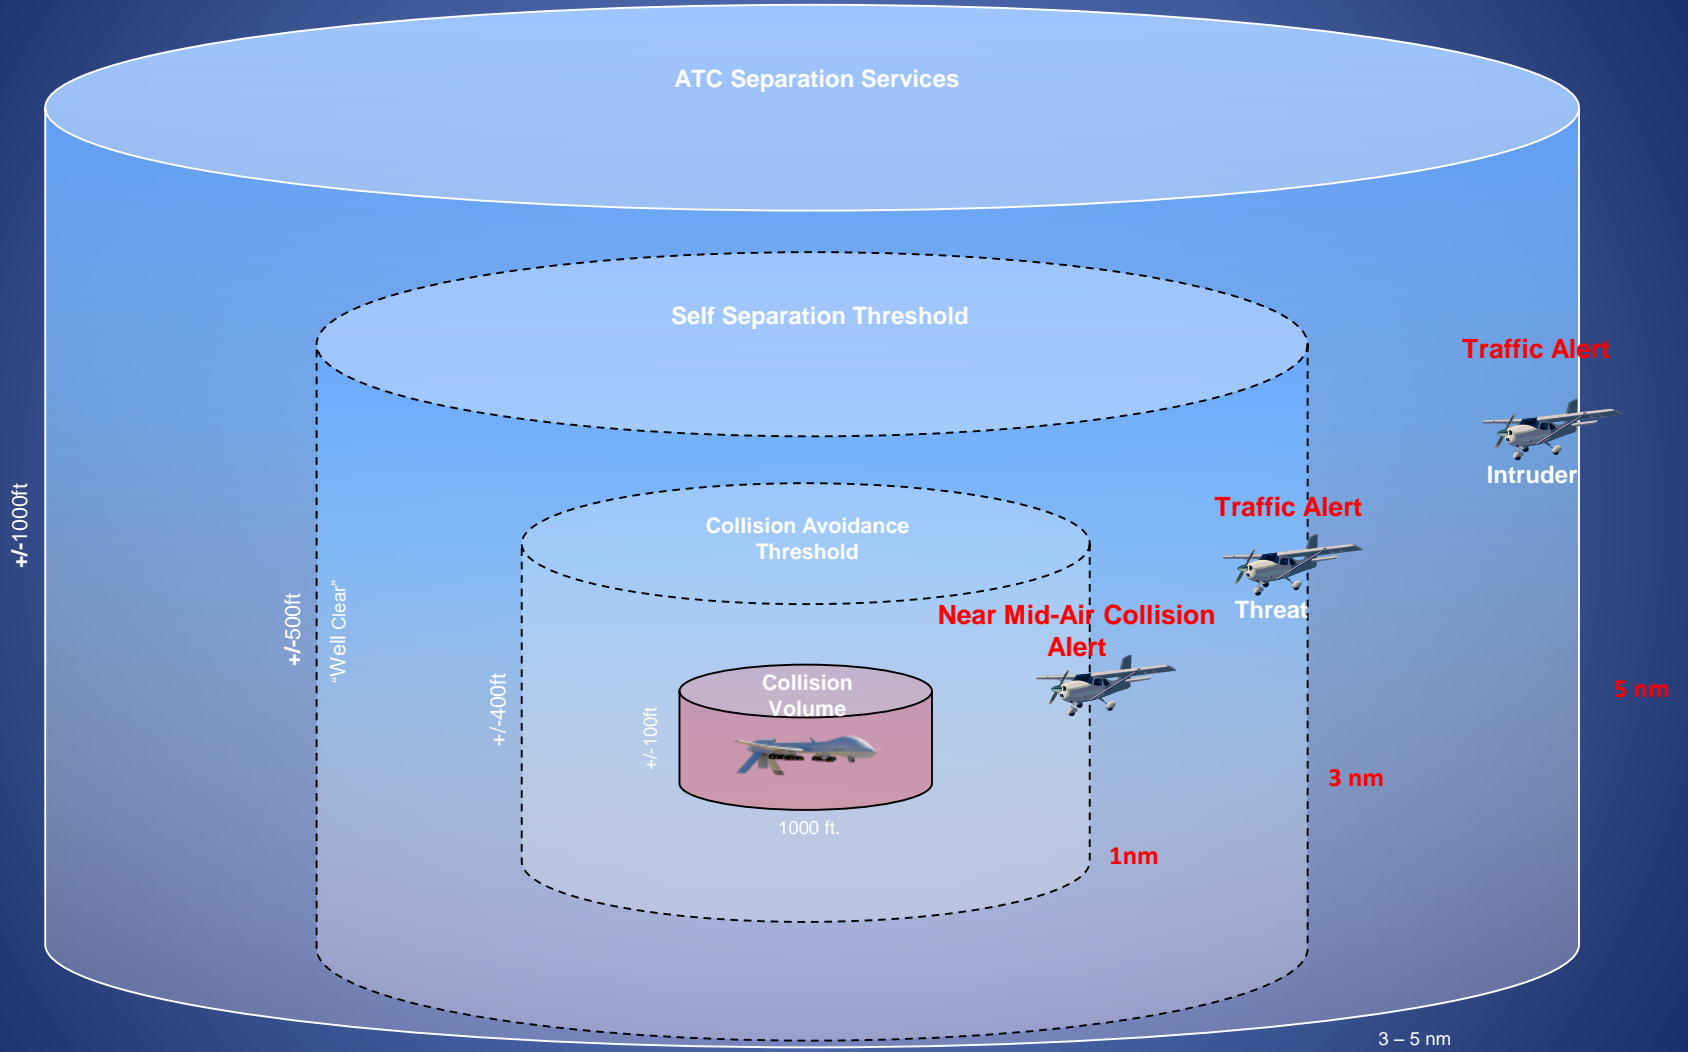 ATC Separation Services
Self Separation Threshold
Traffic Alert
Intruder
+/-1000ft
Traffic Alert
Collision Avoidance
Threshold
Threat
+/-500ft
“Well Clear”
Near Mid-Air Collision
Alert
+/-400ft
Collision
Volume
+/-100ft
5 nm
3 nm
1000 ft.
1nm
3 – 5 nm